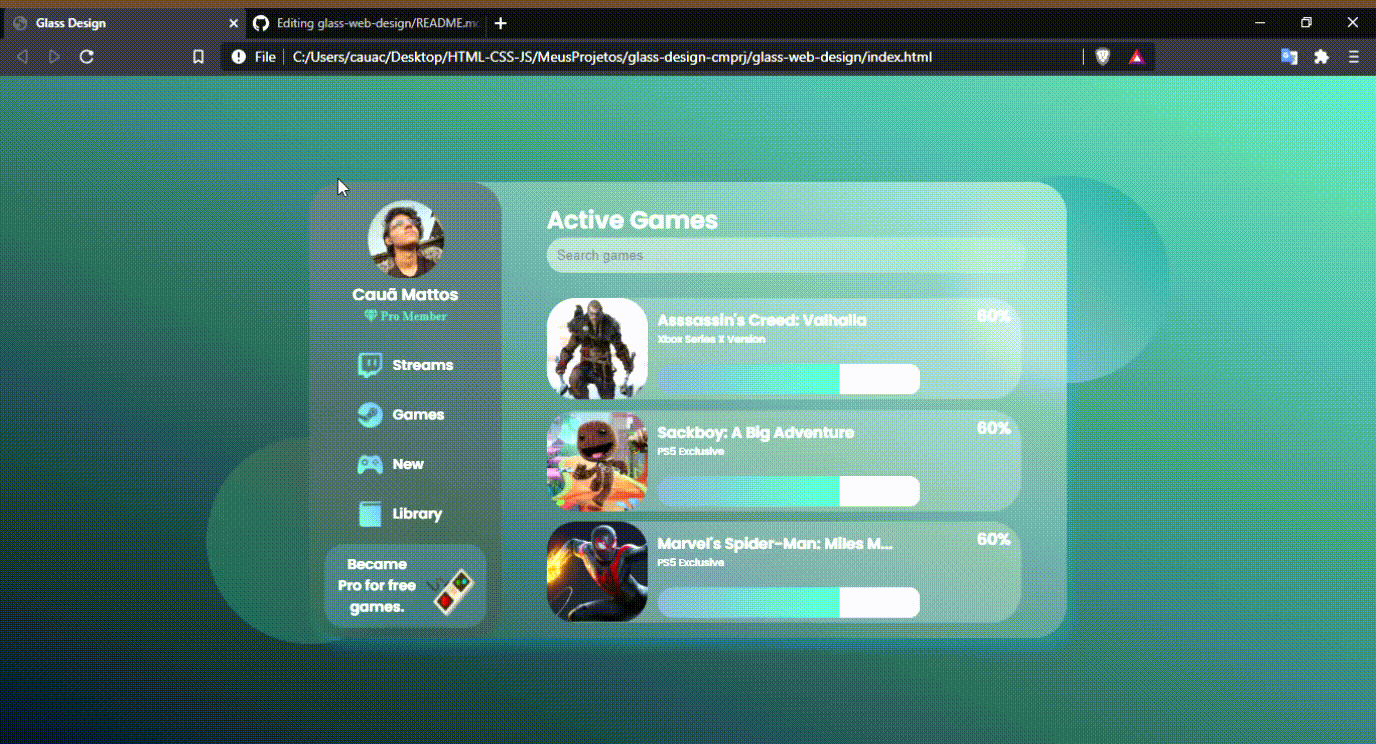 Glass Design
Editing glass-web-design/README.m
File
C:/Users/cauac/Desktop/HTML-CSS-JS/MeusProjetos/glass-design-cmprj/glass-web-design/index.html
Cauã Mattos
Pro Member
Streams
Games
New
Library
Became
Pro for free
games.
Active Games
Search games
Asssassin's Creed: Valhalla
60%
Xbox Series X Version
Sackboy: A Big Adventure
60%
PS5 Exclusive
Marvel's Spider-Man: Miles M...
60%
PS5 Exclusive